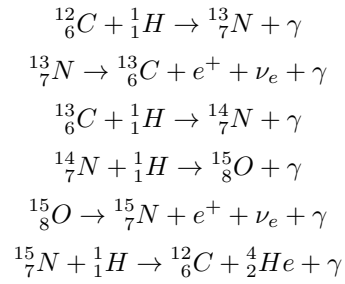 ¹²₆C + ¹₁H → ¹³₇N + γ
¹³₇N → ¹³₆C + e⁺ + νₑ + γ
¹³₆C + ¹₁H → ¹⁴₇N + γ
¹⁴₇N + ¹₁H → ¹⁵₈O + γ
¹⁵₈O → ¹⁵₇N + e⁺ + νₑ + γ
¹⁵₇N + ¹₁H → ¹²₆C + ⁴₂He + γ